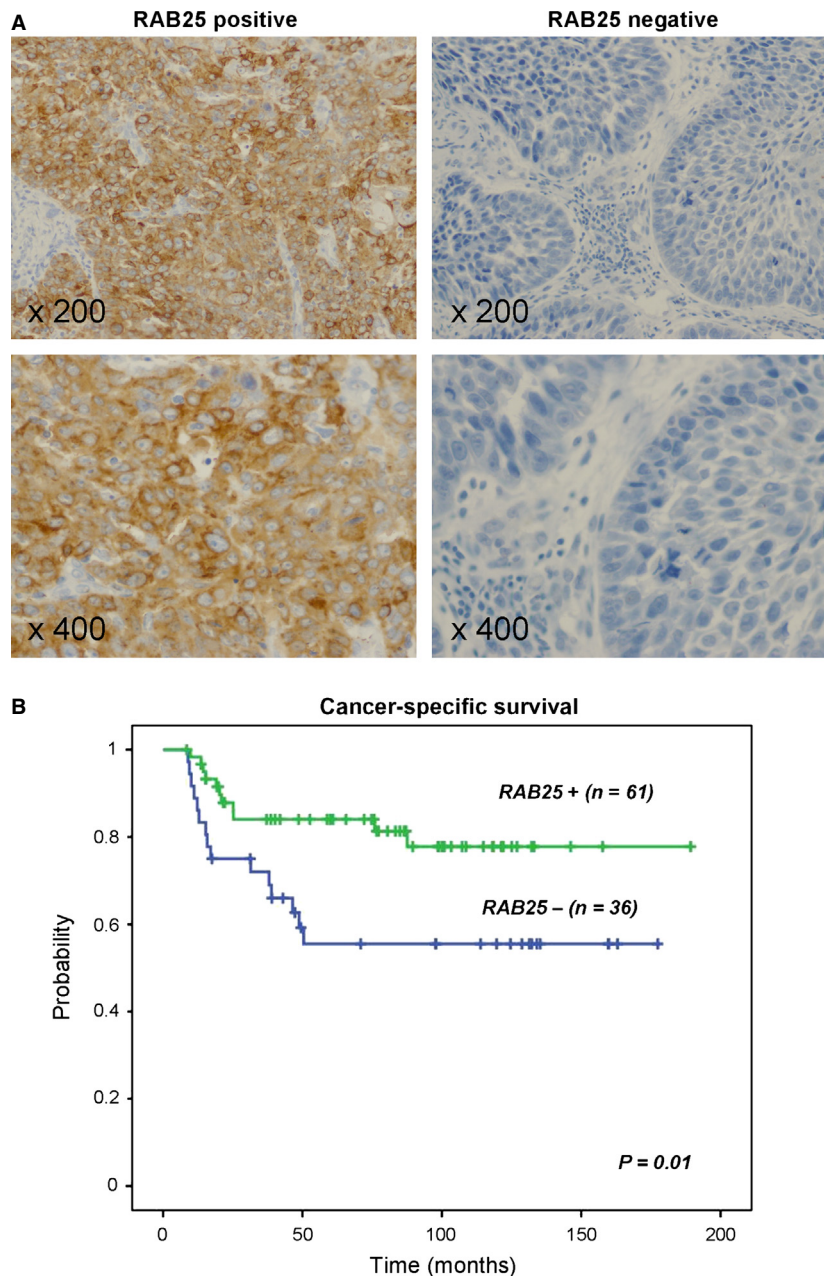 A
RAB25 positive
RAB25 negative
x 200
x 200
x 400
x 400
B
Cancer-specific survival
1
0.8
0.6
0.4
0.2
0
Probability
RAB25 + (n = 61)
RAB25 – (n = 36)
P = 0.01
0 50 100 150 200
Time (months)